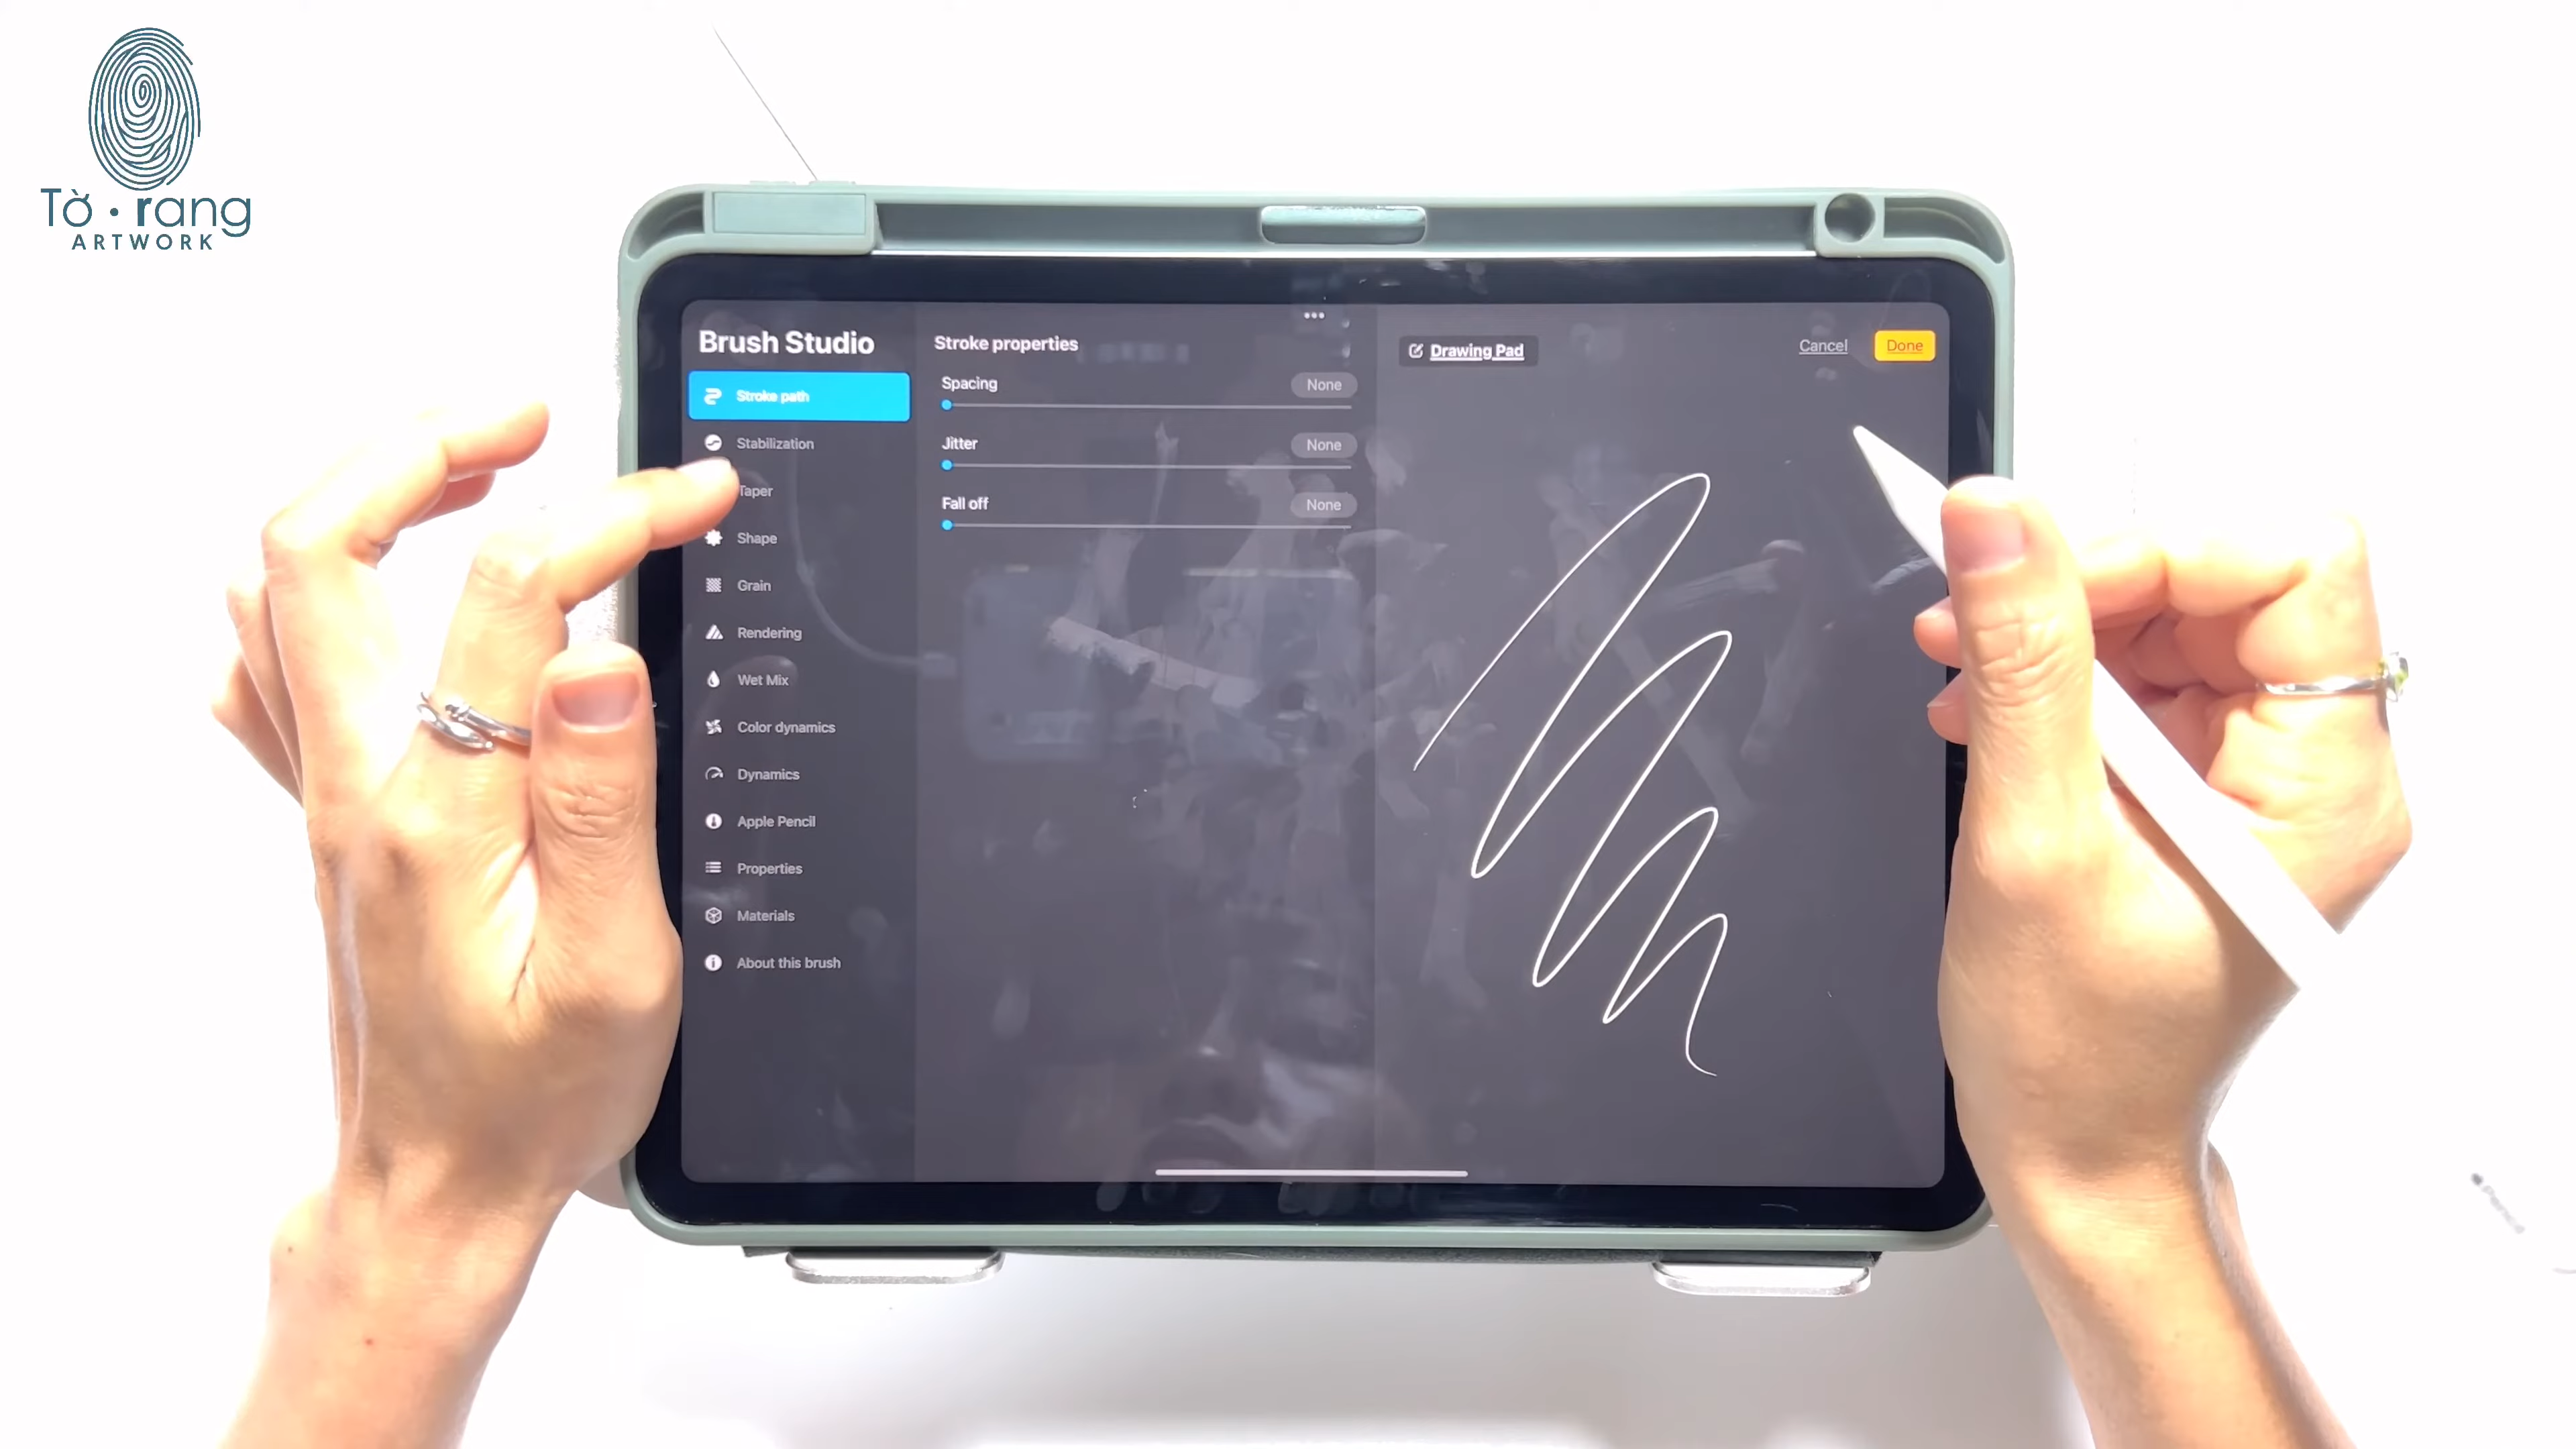 Tờ · rang
ARTWORK
Brush Studio
Stroke path
Stabilization
Taper
Shape
Grain
Rendering
Wet Mix
Color dynamics
Dynamics
Apple Pencil
Properties
Materials
About this brush
Stroke properties
Spacing None
Jitter None
Fall off None
Drawing Pad
Cancel
Done
Pencil